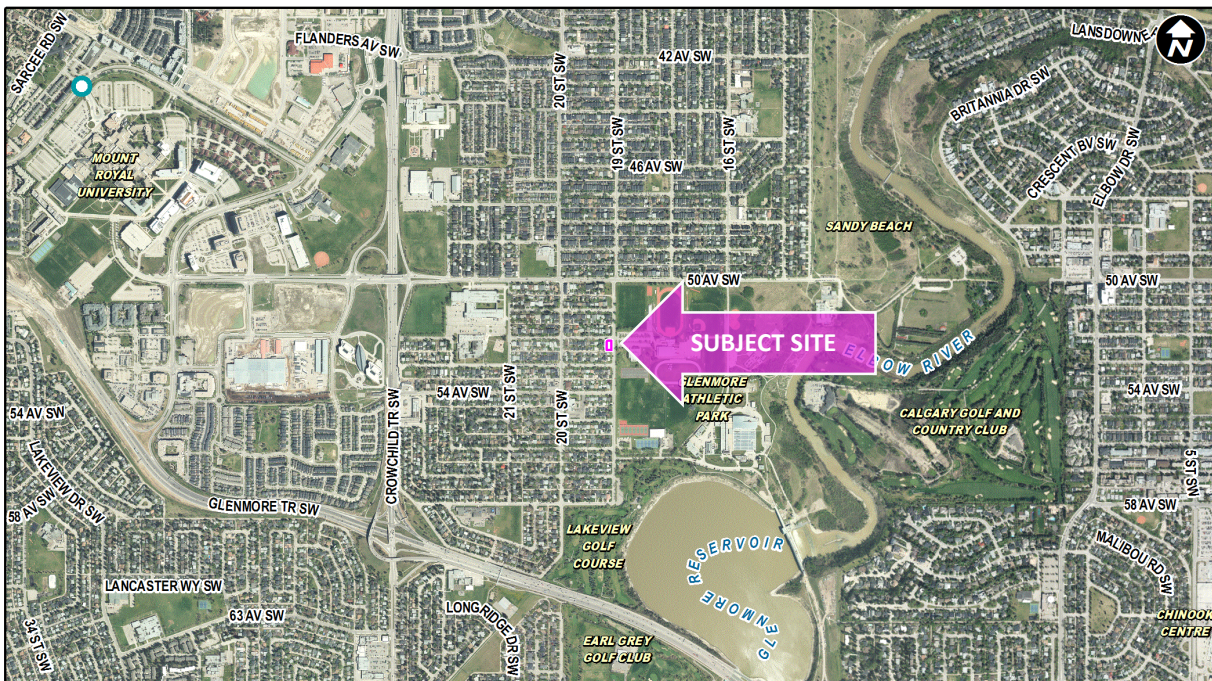 SARCEE RD SW
FLANDERS AV SW
20 ST SW
42 AV SW
LANSDOWNE A
N
BRITANNIA DR SW
MOUNT
ROYAL
UNIVERSITY
19 ST SW
46 AV SW
16 ST SW
CRESCENT BV SW
ELBOW DR SW
SANDY BEACH
50 AV SW
50 AV SW
SUBJECT SITE
ELBOW RIVER
GLENMORE
ATHLETIC
PARK
54 AV SW
21 ST SW
20 ST SW
CROWCHILD TR SW
54 AV SW
CALGARY GOLF AND
COUNTRY CLUB
54 AV SW
5 ST SW
LAKEVIEW DR SW
58 AV SW
GLENMORE TR SW
58 AV SW
LAKEVIEW
GOLF
COURSE
GLENMORE RESERVOIR
MALIBOU RD SW
LANCASTER WY SW
63 AV SW
34 ST SW
LONGRIDGE DR SW
EARL GREY
GOLF CLUB
CHINOOK
CENTRE